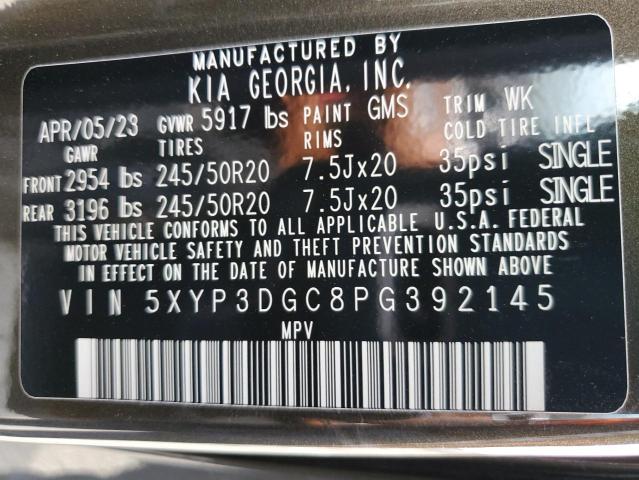 MANUFACTURED BY
KIA GEORGIA, INC.
APR/05/23 GVWR 5917 lbs PAINT GMS TRIM WK
GAWR TIRES RIMS COLD TIRE INFL
FRONT 2954 lbs 245/50R20 7.5Jx20 35psi SINGLE
REAR 3196 lbs 245/50R20 7.5Jx20 35psi SINGLE
THIS VEHICLE CONFORMS TO ALL APPLICABLE U.S.A. FEDERAL
MOTOR VEHICLE SAFETY AND THEFT PREVENTION STANDARDS
IN EFFECT ON THE DATE OF MANUFACTURE SHOWN ABOVE
VIN 5XYP3DGC8PG392145
MPV